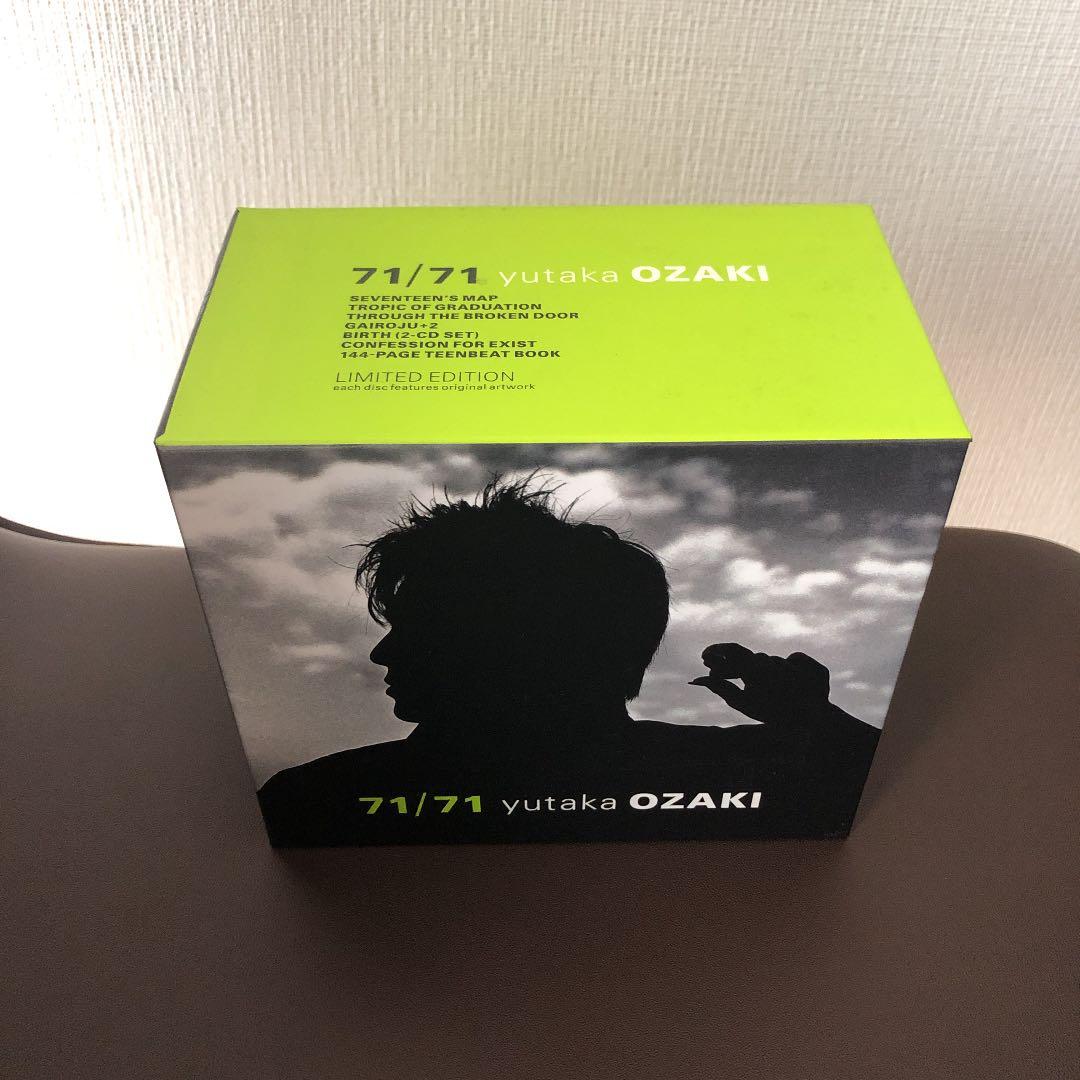 71/71 yutaka OZAKI
SEVENTEEN'S MAP
TROPIC OF GRADUATION
THROUGH THE BROKEN DOOR
GAIROJU+2
BIRTH (2-CD SET)
CONFESSION FOR EXIST
144-PAGE TEENBEAT BOOK
LIMITED EDITION
each disc features original artwork
71/71 yutaka OZAKI